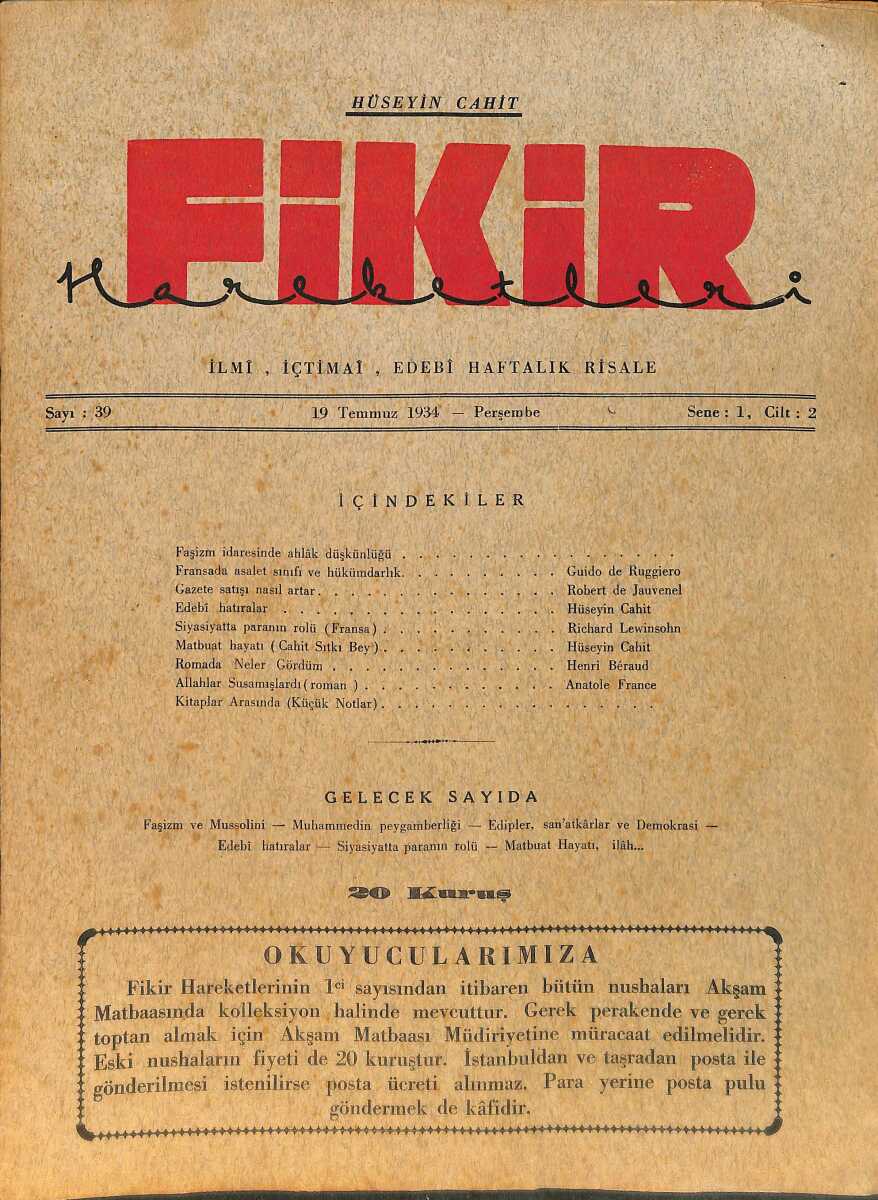 HÜSEYİN CAHİT
FİKİR
Hareketleri
İLMÎ , İÇTİMAÎ , EDEBÎ HAFTALIK RİSALE
Sayı : 39 19 Temmuz 1934 — Perşembe Sene : 1, Cilt : 2
İÇİNDEKİLER
Faşizm idaresinde ahlâk düşkünlüğü . . . . . . . . . . . . . . . .
Fransada asalet sınıfı ve hükümdarlık. . . . . . . . . . Guido de Ruggiero
Gazete satışı nasıl artar. . . . . . . . . . . . . . . Robert de Jauvenel
Edebî hatıralar . . . . . . . . . . . . . . . . . Hüseyin Cahit
Siyasiyatta paranın rolü (Fransa) . . . . . . . . . . . Richard Lewinsohn
Matbuat hayatı (Cahit Sıtkı Bey) . . . . . . . . . . . Hüseyin Cahit
Romada Neler Gördüm . . . . . . . . . . . . . . Henri Béraud
Allahlar Susamışlardı (roman ) . . . . . . . . . . . . Anatole France
Kitaplar Arasında (Küçük Notlar) . . . . . . . . . . . . . . . . .
GELECEK SAYIDA
Faşizm ve Mussolini — Muhammedin peygamberliği — Edipler, san'atkârlar ve Demokrasi —
Edebî hatıralar — Siyasiyatta paranın rolü — Matbuat Hayatı, ilâh...
20 Kuruş
OKUYUCULARIMIZA
Fikir Hareketlerinin 1ci sayısından itibaren bütün nushaları Akşam
Matbaasında kolleksiyon halinde mevcuttur. Gerek perakende ve gerek
toptan almak için Akşam Matbaası Müdiriyetine müracaat edilmelidir.
Eski nushaların fiyeti de 20 kuruştur. İstanbuldan ve taşradan posta ile
gönderilmesi istenilirse posta ücreti alınmaz. Para yerine posta pulu
göndermek de kâfidir.